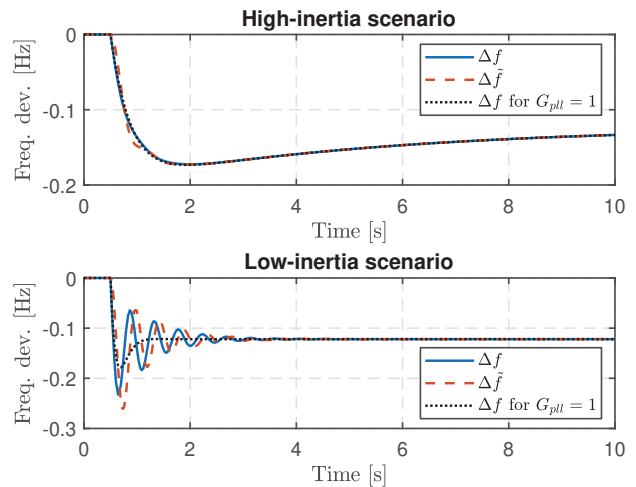 High-inertia scenario
Freq. dev. [Hz]
0
-0.1
-0.2
Δf
Δf̃
Δf for G_pll = 1
0 2 4 6 8 10
Time [s]
Low-inertia scenario
Freq. dev. [Hz]
0
-0.1
-0.2
-0.3
Δf
Δf̃
Δf for G_pll = 1
0 2 4 6 8 10
Time [s]